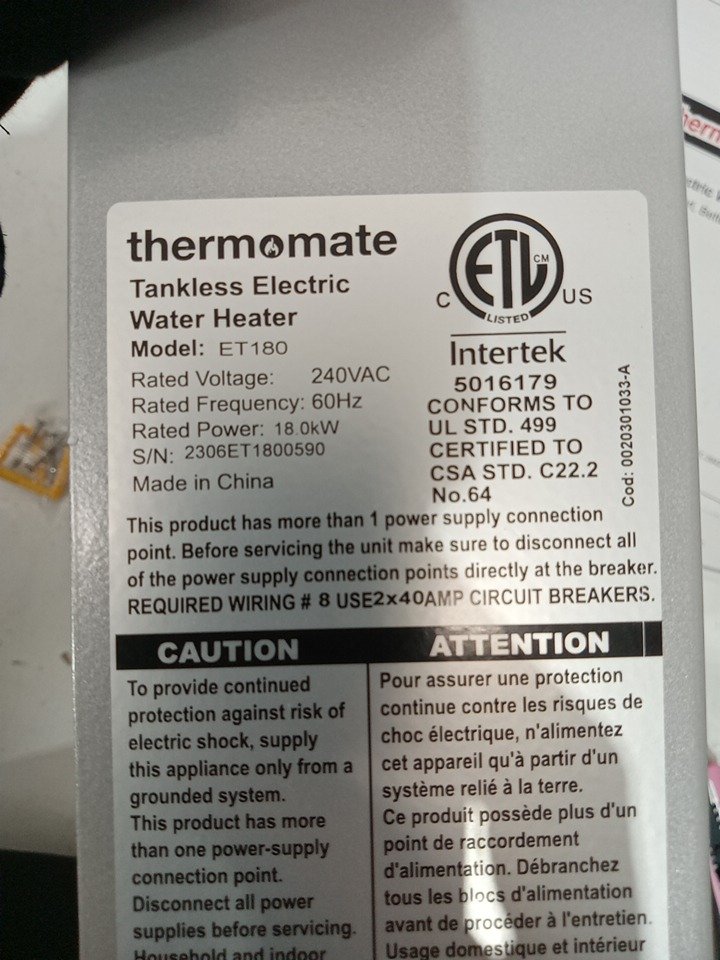 thermomate
Tankless Electric
Water Heater
Model: ET180
Rated Voltage: 240VAC
Rated Frequency: 60Hz
Rated Power: 18.0kW
S/N: 2306ET1800590
Made in China
ETL CM
C US
LISTED
Intertek
5016179
CONFORMS TO
UL STD. 499
CERTIFIED TO
CSA STD. C22.2
No.64
Cod: 0020301033-A
This product has more than 1 power supply connection
point. Before servicing the unit make sure to disconnect all
of the power supply connection points directly at the breaker.
REQUIRED WIRING # 8 USE2x40AMP CIRCUIT BREAKERS.
CAUTION
To provide continued
protection against risk of
electric shock, supply
this appliance only from a
grounded system.
This product has more
than one power-supply
connection point.
Disconnect all power
supplies before servicing.
Household and indoor
ATTENTION
Pour assurer une protection
continue contre les risques de
choc électrique, n'alimentez
cet appareil qu'à partir d'un
système relié à la terre.
Ce produit possède plus d'un
point de raccordement
d'alimentation. Débranchez
tous les blocs d'alimentation
avant de procéder à l'entretien.
Usage domestique et intérieur